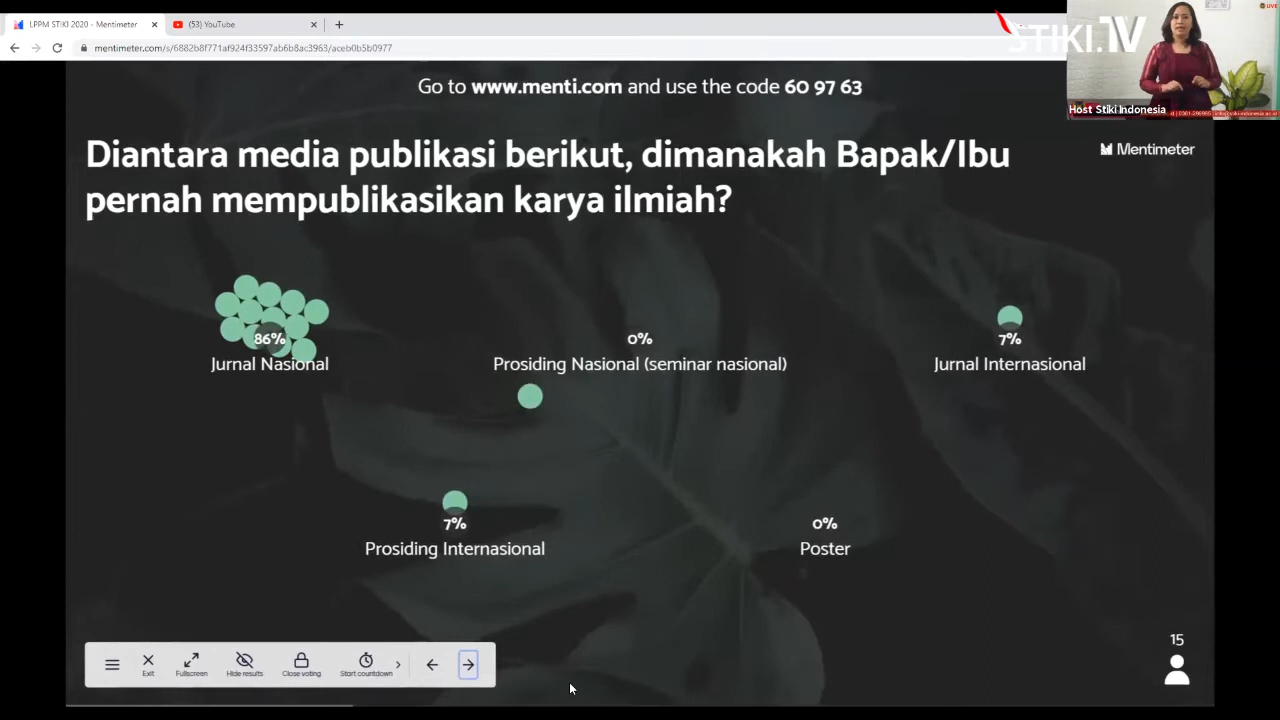 LPPM STIKI 2020 - Mentimeter
(53) YouTube
mentimeter.com/s/6882b8f771af924f33597ab6b8ac3963/aceb0b5b0977
STIKI.TV
LIVE
Host Stiki Indonesia
Go to www.menti.com and use the code 60 97 63
Mentimeter
Diantara media publikasi berikut, dimanakah Bapak/Ibu
pernah mempublikasikan karya ilmiah?
86%
Jurnal Nasional
0%
Prosiding Nasional (seminar nasional)
7%
Jurnal Internasional
7%
Prosiding Internasional
0%
Poster
Exit
Fullscreen
Hide results
Close voting
Start countdown
15